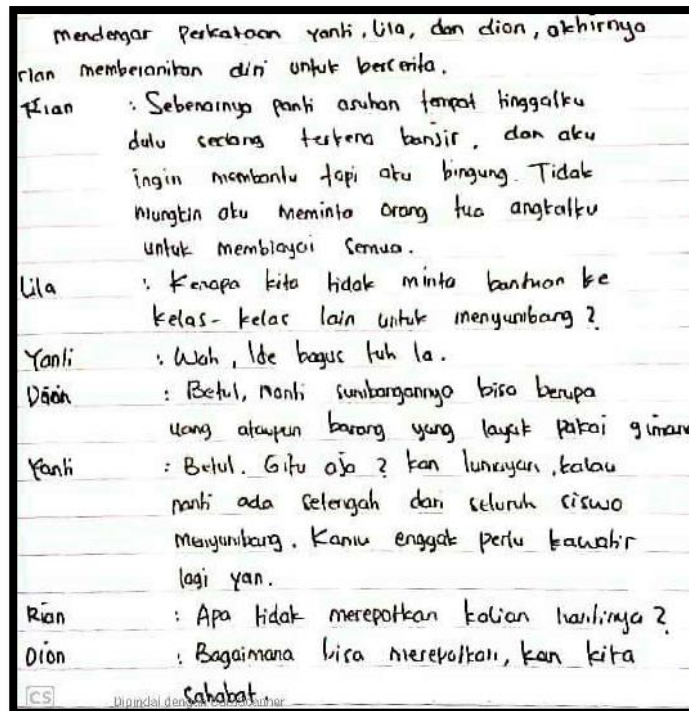 mendengar perkataan Yanti, Lila, dan dion, akhirnya
rian memberanikan diri untuk bercerita.
Rian : Sebenarnya panti asuhan tempat tinggalku
dulu sedang terkena banjir, dan aku
ingin membantu tapi aku bingung. Tidak
mungkin aku meminta orang tua angkatku
untuk membiayai semua.
Lila : Kenapa kita tidak minta bantuan ke
kelas-kelas lain untuk menyumbang?
Yanti : Wah, Ide bagus tuh la.
Dion : Betul, nanti sumbangannya bisa berupa
uang ataupun barang yang layak pakai giman
Yanti : Betul. Gitu aja? kan lumayan, kalau
nanti ada setengah dari seluruh siswa
menyumbang. Kamu enggak perlu kawatir
lagi yan.
Rian : Apa tidak merepotkan kalian nantinya?
Dion : Bagaimana bisa merepotkan, kan kita
sahabat.
CS Dipindai dengan CamScanner